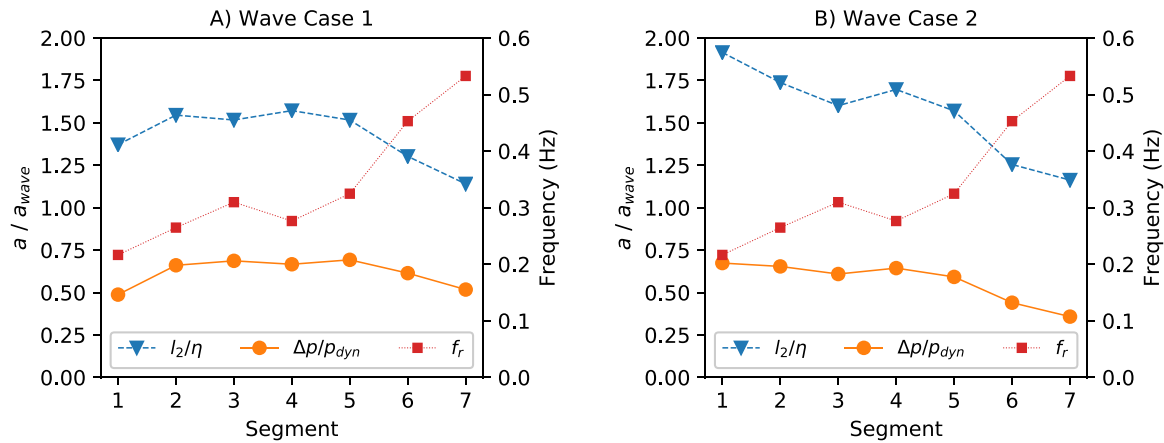 A) Wave Case 1
2.00
1.75
1.50
1.25
1.00
0.75
0.50
0.25
0.00
a / a_wave
0.6
0.5
0.4
0.3
0.2
0.1
0.0
Frequency (Hz)
l₂/η Δp/p_dyn f_r
1 2 3 4 5 6 7
Segment
B) Wave Case 2
2.00
1.75
1.50
1.25
1.00
0.75
0.50
0.25
0.00
a / a_wave
0.6
0.5
0.4
0.3
0.2
0.1
0.0
Frequency (Hz)
l₂/η Δp/p_dyn f_r
1 2 3 4 5 6 7
Segment